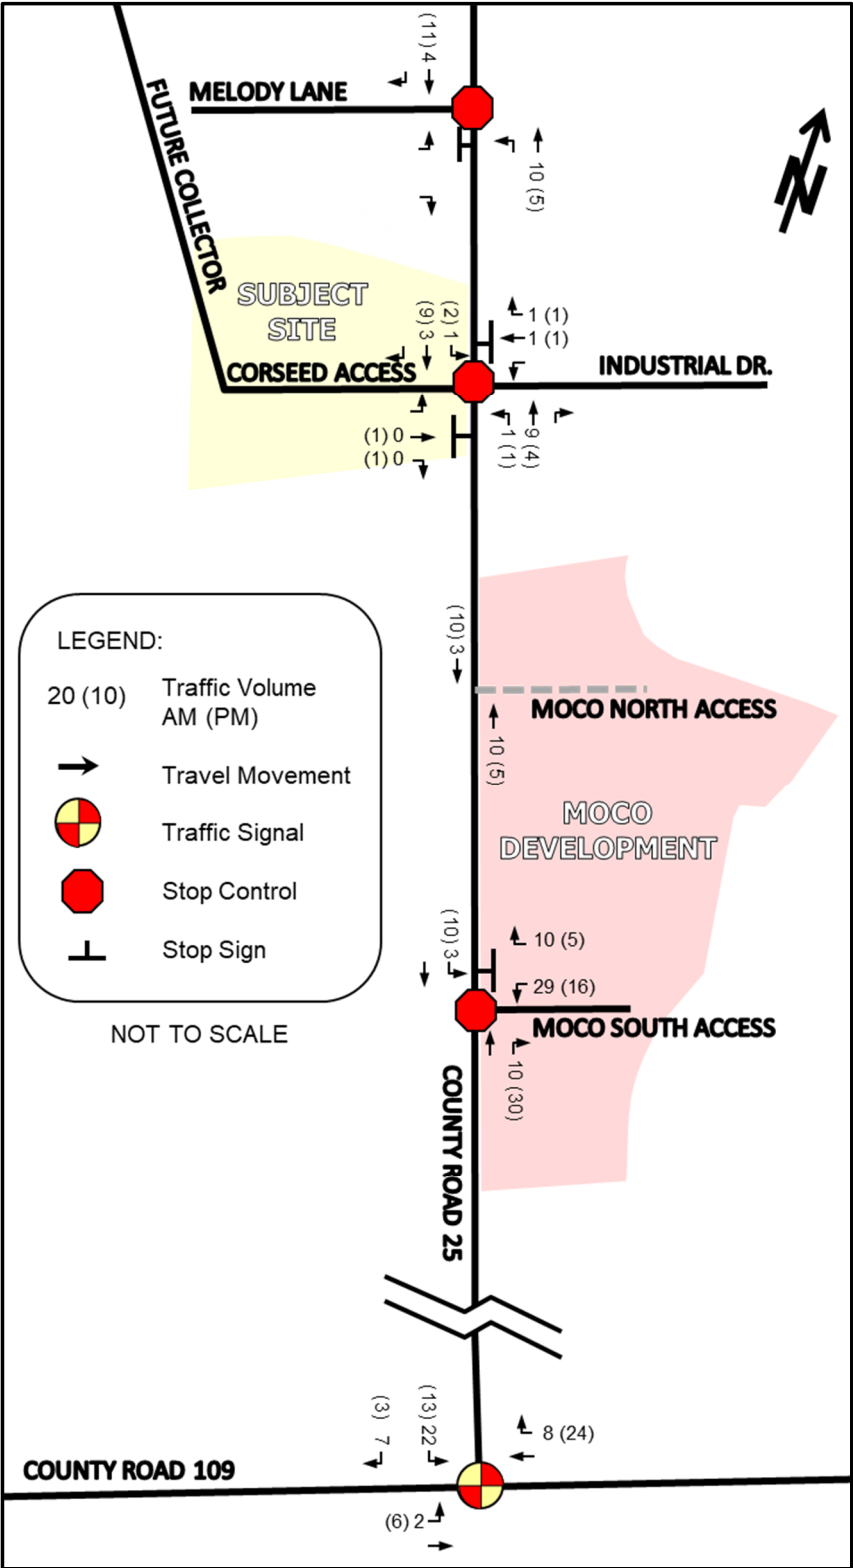 (11) 4
MELODY LANE
FUTURE COLLECTOR
10 (5)
N
SUBJECT
SITE
(9) 3
(2) 1
1 (1)
1 (1)
CORSEED ACCESS
INDUSTRIAL DR.
(1) 0
(1) 0
1 (1)
9 (4)
(10) 3
MOCO NORTH ACCESS
10 (5)
LEGEND:
20 (10)
Traffic Volume
AM (PM)
Travel Movement
Traffic Signal
Stop Control
Stop Sign
NOT TO SCALE
MOCO
DEVELOPMENT
(10) 3
10 (5)
29 (16)
MOCO SOUTH ACCESS
10 (30)
COUNTY ROAD 25
(3) 7
(13) 22
8 (24)
COUNTY ROAD 109
(6) 2